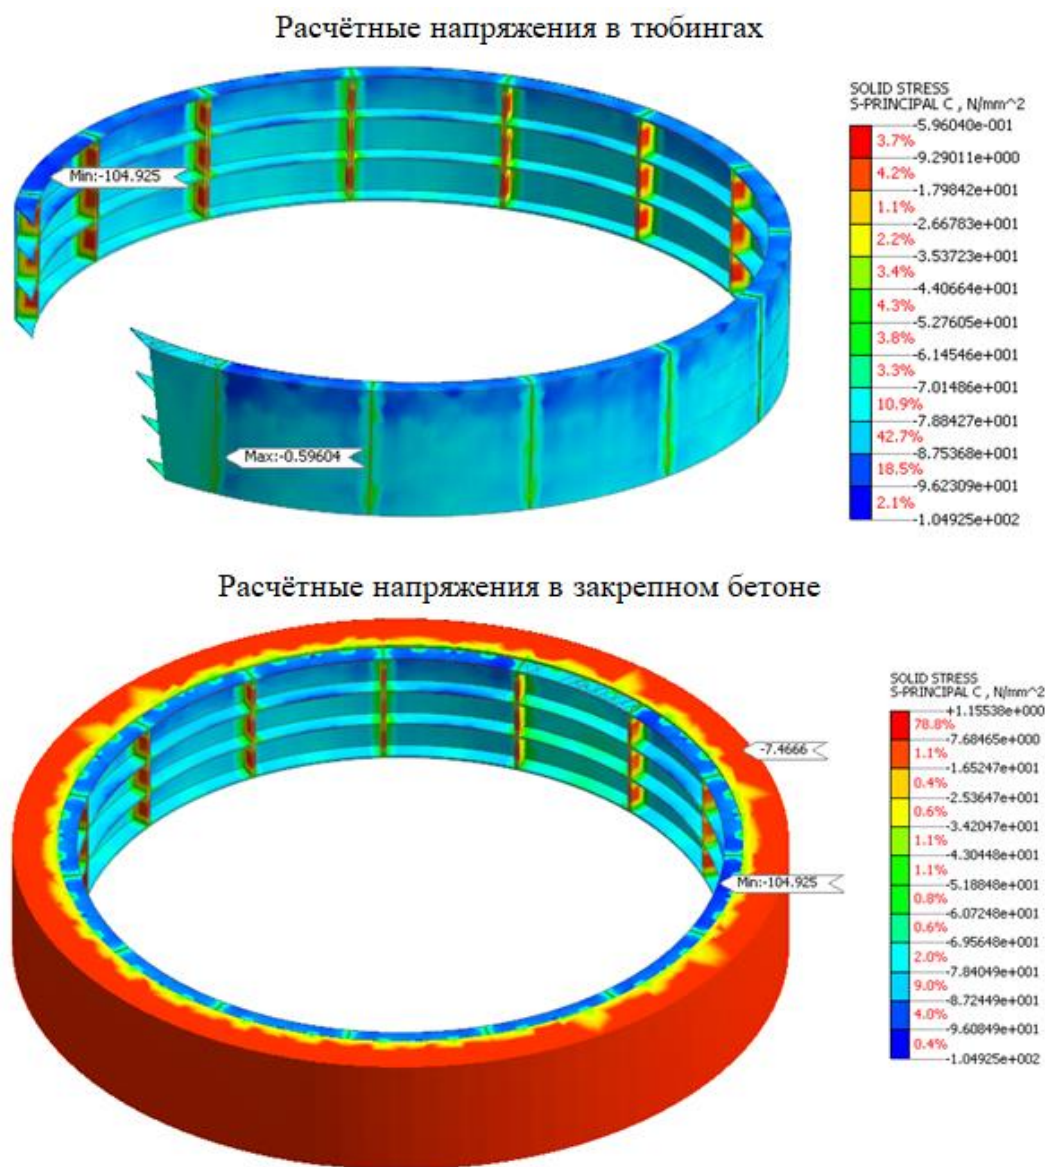 Расчётные напряжения в тюбингах
SOLID STRESS
S-PRINCIPAL C , N/mm^2
-5.96040e-001
3.7%
-9.29011e+000
4.2%
-1.79842e+001
1.1%
-2.66783e+001
2.2%
-3.53723e+001
3.4%
-4.40664e+001
4.3%
-5.27605e+001
3.8%
-6.14546e+001
3.3%
-7.01486e+001
10.9%
-7.88427e+001
42.7%
-8.75368e+001
18.5%
-9.62309e+001
2.1%
-1.04925e+002
Min:-104.925
Max:-0.59604
Расчётные напряжения в закрепном бетоне
SOLID STRESS
S-PRINCIPAL C , N/mm^2
+1.15538e+000
78.8%
-7.68465e+000
1.1%
-1.65247e+001
0.4%
-2.53647e+001
0.6%
-3.42047e+001
1.1%
-4.30448e+001
1.1%
-5.18848e+001
0.8%
-6.07248e+001
0.6%
-6.95648e+001
2.0%
-7.84049e+001
9.0%
-8.72449e+001
4.0%
-9.60849e+001
0.4%
-1.04925e+002
-7.4666
Min:-104.925